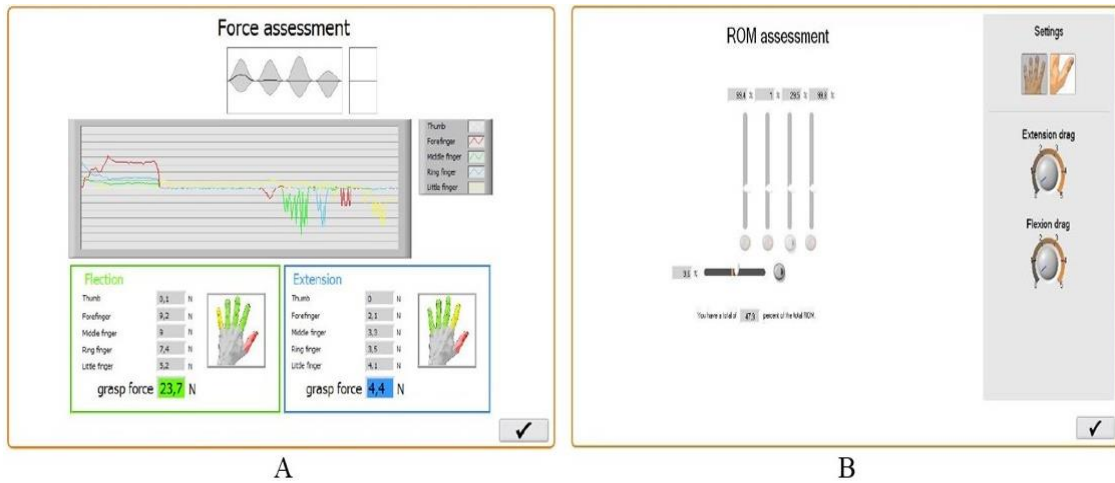 Force assessment
Thumb
Forefinger
Middle finger
Ring finger
Little finger
Flection
Thumb 0,1 N
Forefinger 9,2 N
Middle finger 9 N
Ring finger 7,4 N
Little finger 5,2 N
grasp force 23,7 N
Extension
Thumb 0 N
Forefinger 2,1 N
Middle finger 3,3 N
Ring finger 3,5 N
Little finger 4,1 N
grasp force 4,4 N
A
ROM assessment
You have a total of 47,3 percent of the total ROM.
Settings
Extension drag
Flexion drag
B